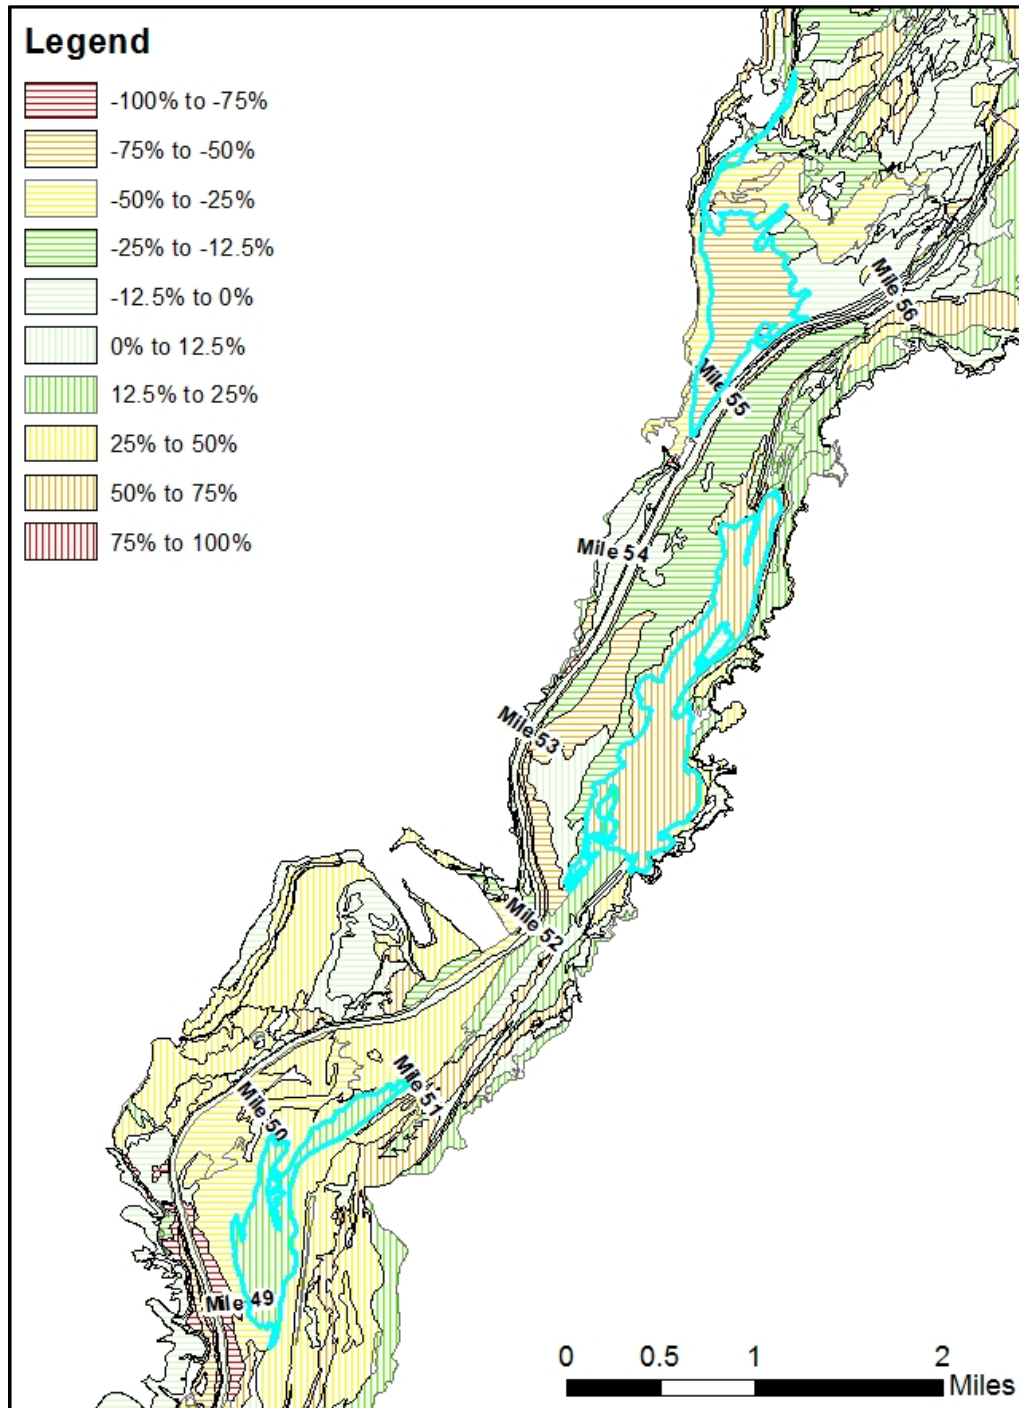 Legend
-100% to -75%
-75% to -50%
-50% to -25%
-25% to -12.5%
-12.5% to 0%
0% to 12.5%
12.5% to 25%
25% to 50%
50% to 75%
75% to 100%
Mile 56
Mile 55
Mile 54
Mile 53
Mile 52
Mile 51
Mile 50
Mile 49
0 0.5 1 2
Miles